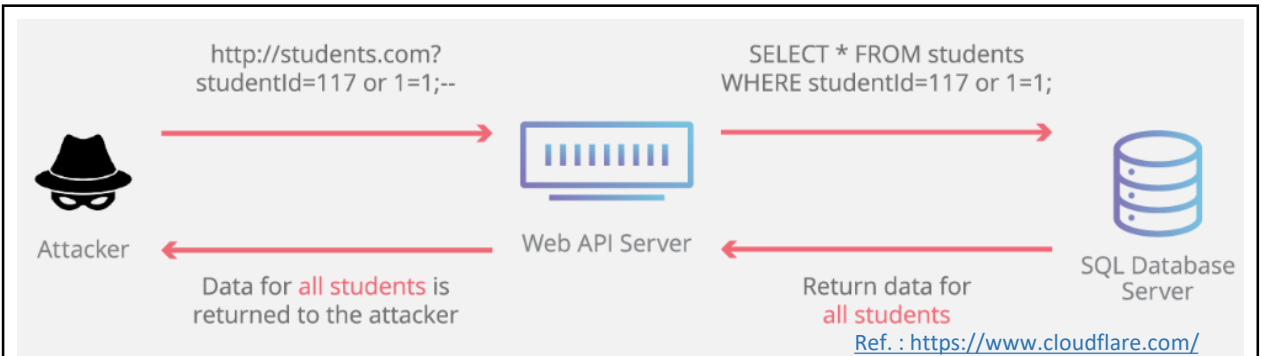 http://students.com?
studentId=117 or 1=1;--
SELECT * FROM students
WHERE studentId=117 or 1=1;
Attacker
Web API Server
SQL Database
Server
Data for all students is
returned to the attacker
Return data for
all students
Ref. : https://www.cloudflare.com/